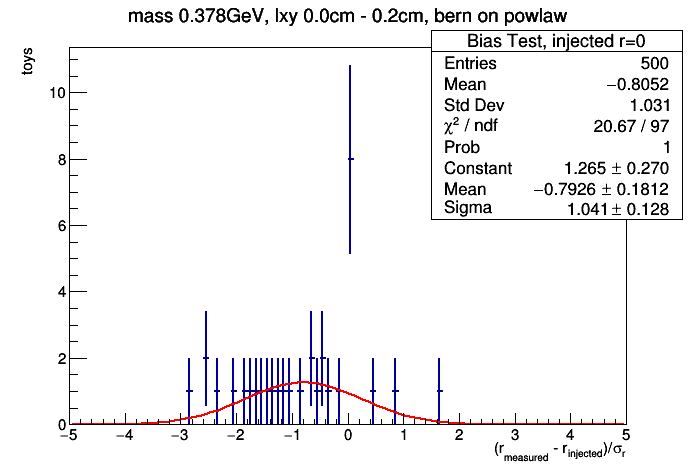 mass 0.378GeV, lxy 0.0cm - 0.2cm, bern on powlaw
Bias Test, injected r=0
Entries 500
Mean −0.8052
Std Dev 1.031
χ² / ndf 20.67 / 97
Prob 1
Constant 1.265 ± 0.270
Mean −0.7926 ± 0.1812
Sigma 1.041 ± 0.128
toys
10
8
6
4
2
0
−5 −4 −3 −2 −1 0 1 2 3 4 5
(r_measured - r_injected)/σ_r